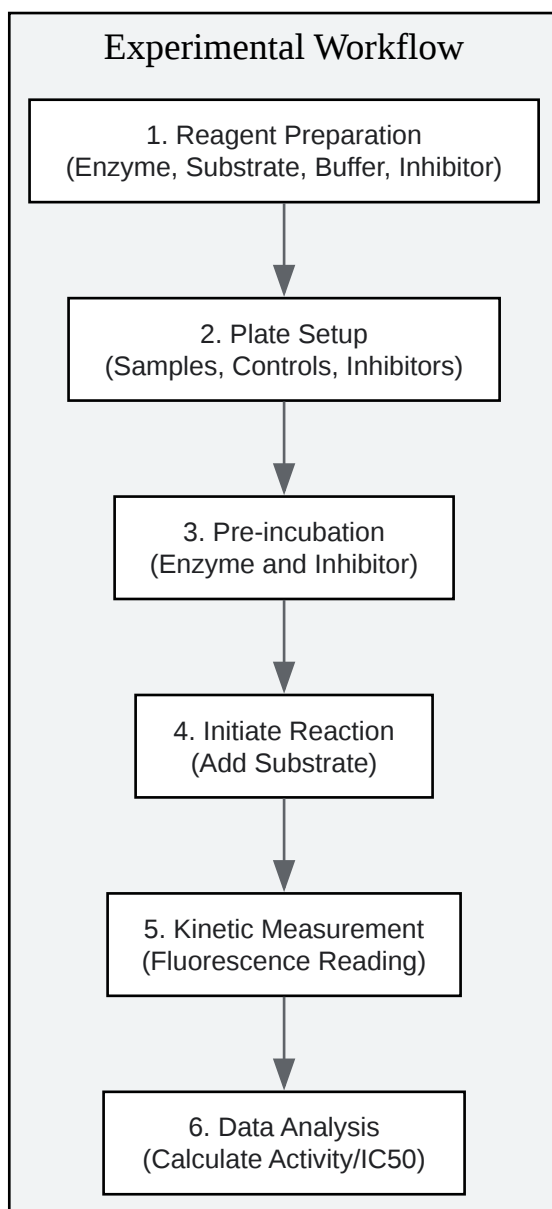 Experimental Workflow
1. Reagent Preparation
(Enzyme, Substrate, Buffer, Inhibitor)
2. Plate Setup
(Samples, Controls, Inhibitors)
3. Pre-incubation
(Enzyme and Inhibitor)
4. Initiate Reaction
(Add Substrate)
5. Kinetic Measurement
(Fluorescence Reading)
6. Data Analysis
(Calculate Activity/IC50)